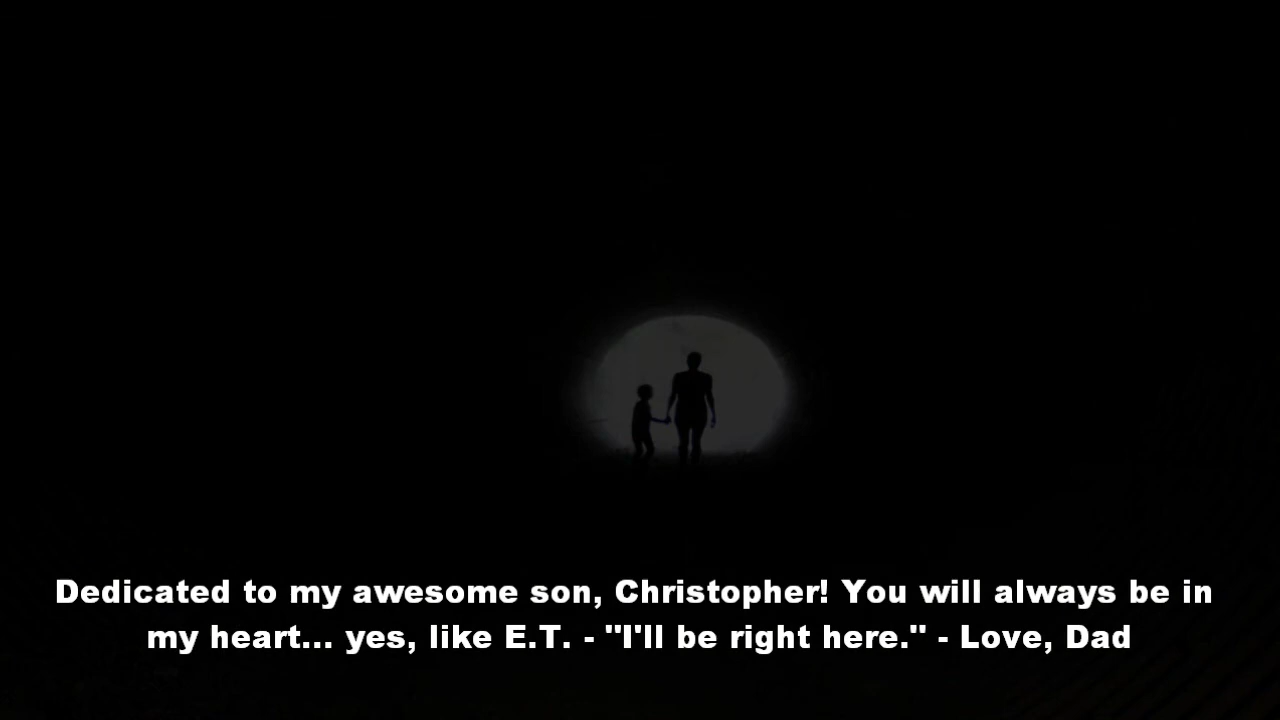 Dedicated to my awesome son, Christopher! You will always be in
my heart... yes, like E.T. - "I'll be right here." - Love, Dad